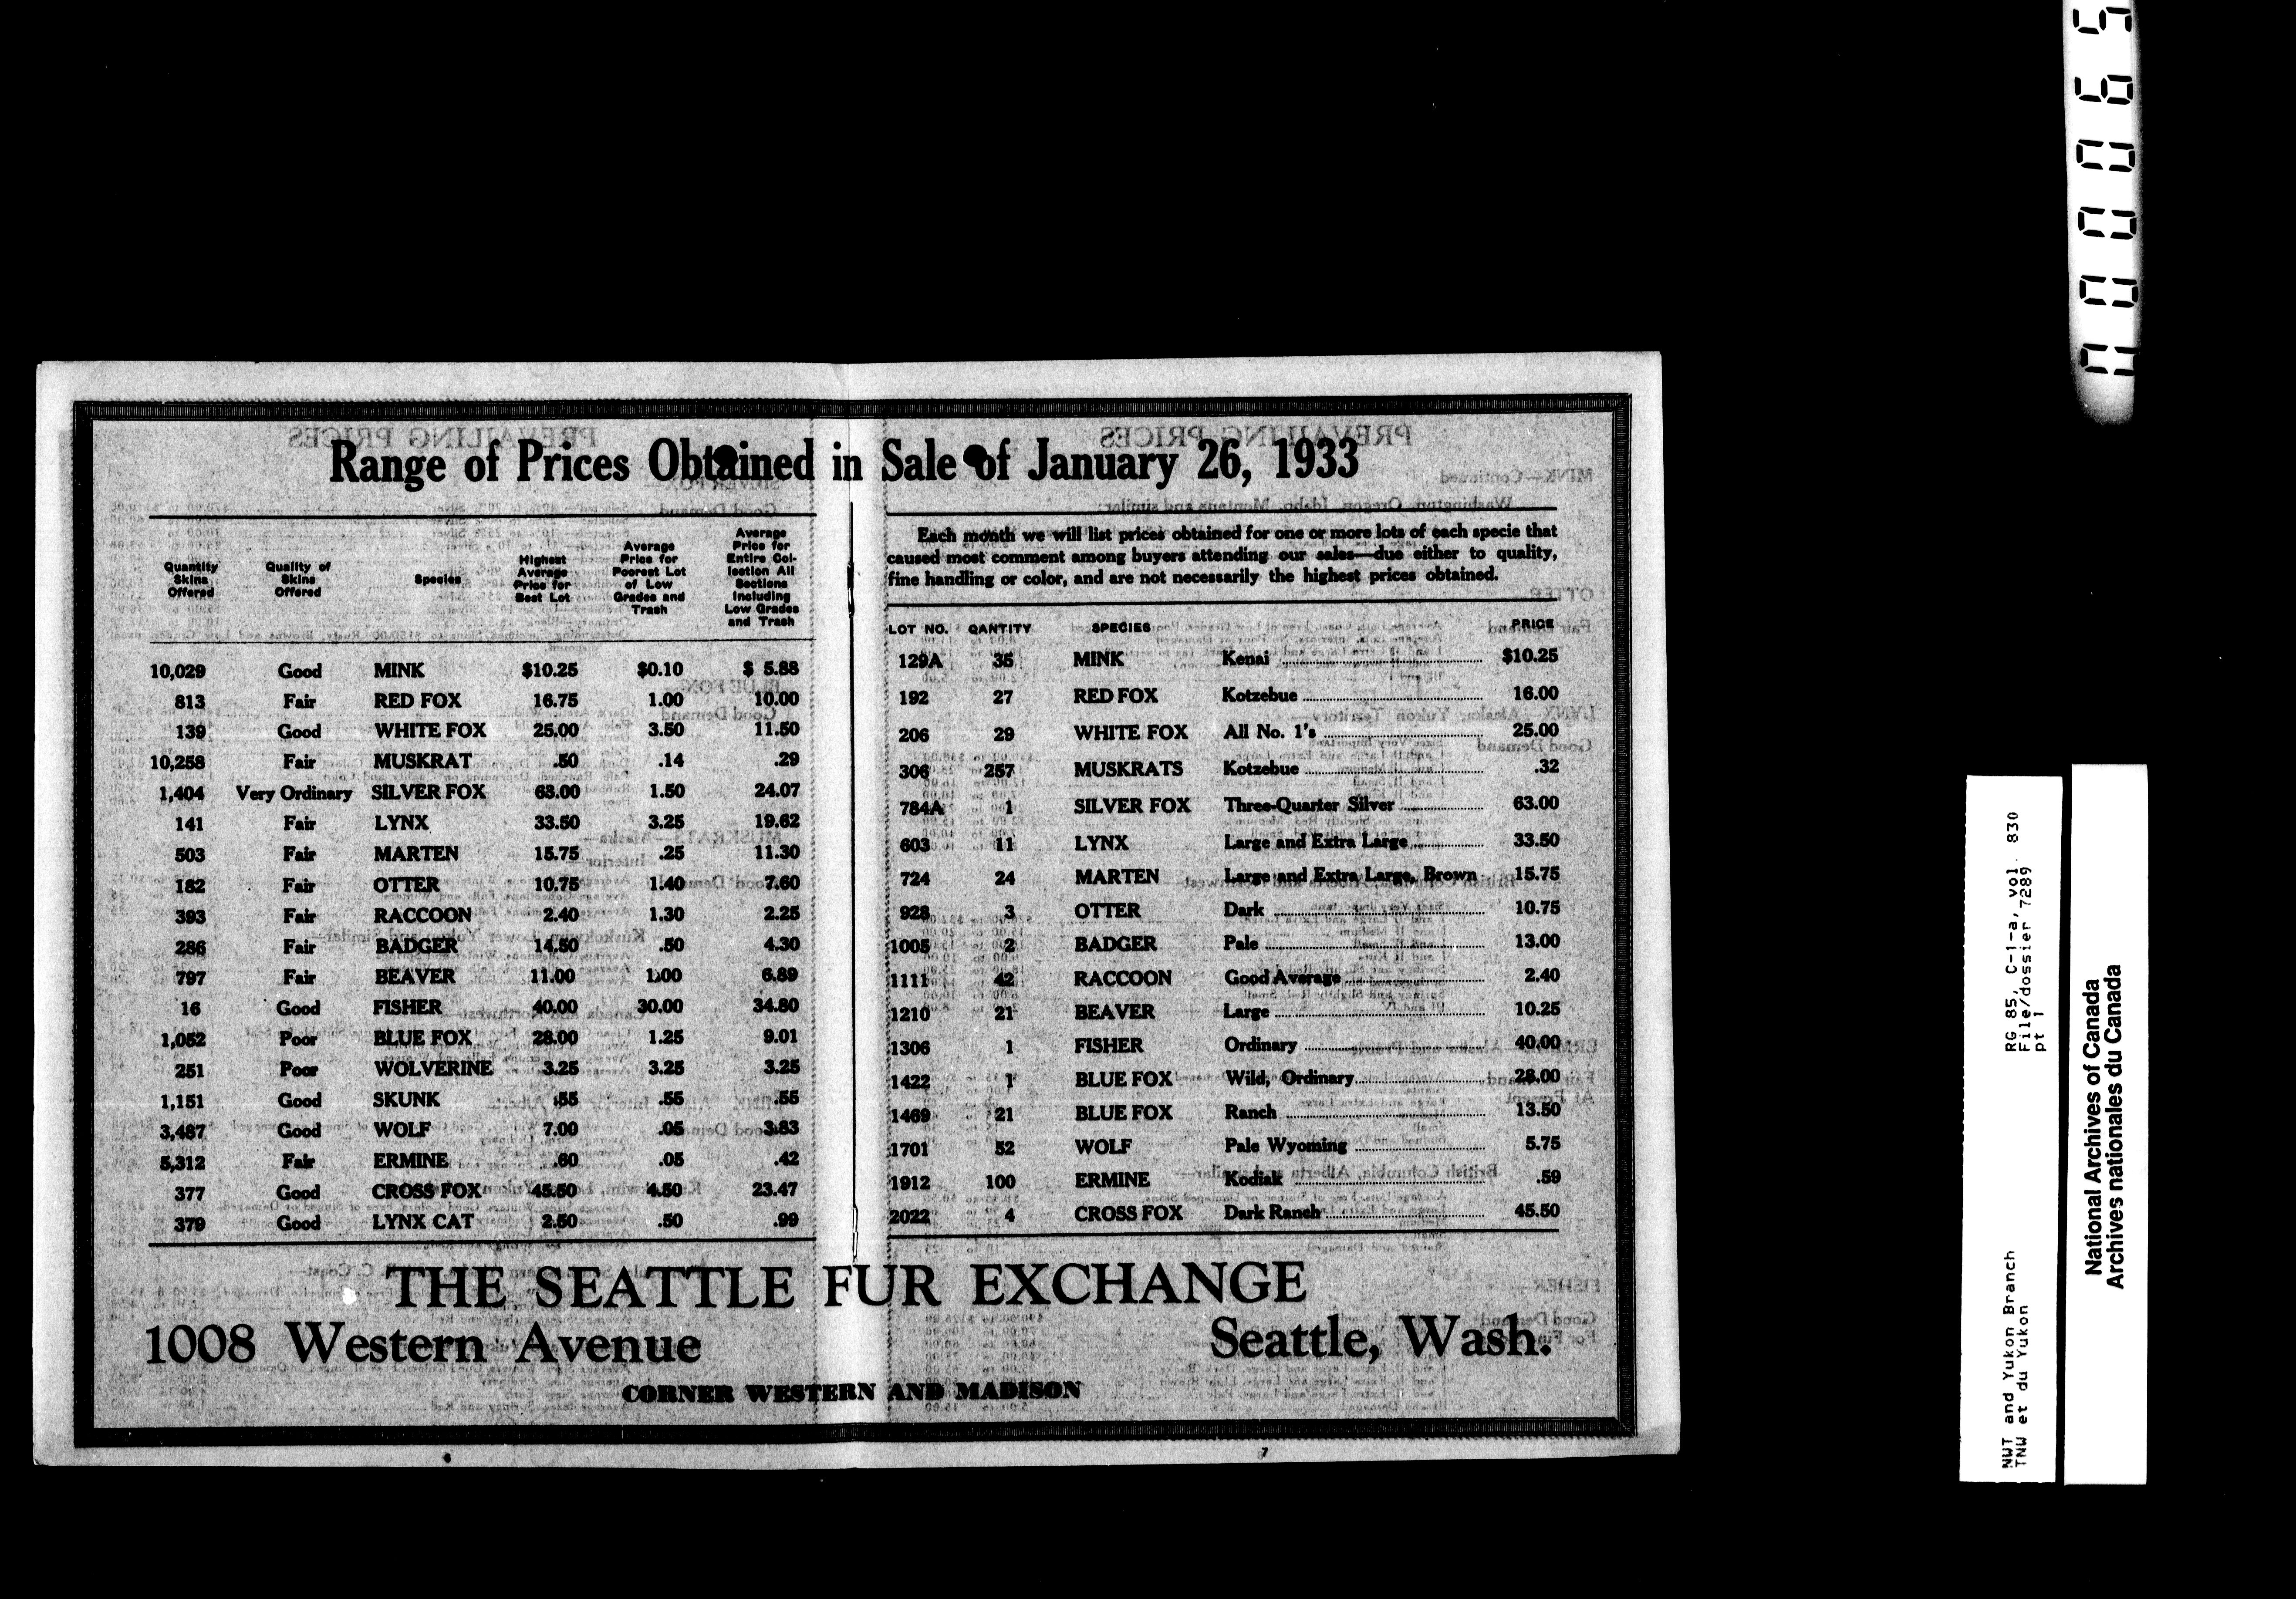 Range of Prices Obtained in Sale of January 26, 1933
Quantity Skins Offered Quality of Skins Offered Species Highest Average Price for Best Lot Average Price for Poorest Lot of Low Grades and Trash Average Price for Entire Collection All Sections Including Low Grades and Trash
10,029 Good MINK $10.25 $0.10 $ 5.88
813 Fair RED FOX 16.75 1.00 10.00
139 Good WHITE FOX 25.00 3.50 11.50
10,258 Fair MUSKRAT .50 .14 .29
1,404 Very Ordinary SILVER FOX 63.00 1.50 24.07
141 Fair LYNX 33.50 3.25 19.62
503 Fair MARTEN 15.75 .25 11.30
182 Fair OTTER 10.75 1.40 7.60
393 Fair RACCOON 2.40 1.30 2.25
286 Fair BADGER 14.50 .50 4.30
797 Fair BEAVER 11.00 1.00 6.89
16 Good FISHER 40.00 30.00 34.80
1,052 Poor BLUE FOX 28.00 1.25 9.01
251 Poor WOLVERINE 3.25 3.25 3.25
1,151 Good SKUNK .55 .55 .55
3,487 Good WOLF 7.00 .05 3.83
5,312 Fair ERMINE .60 .05 .42
377 Good CROSS FOX 45.50 4.50 23.47
379 Good LYNX CAT 2.50 .50 .99
Each month we will list prices obtained for one or more lots of each specie that
caused most comment among buyers attending our sales—due either to quality,
fine handling or color, and are not necessarily the highest prices obtained.
LOT NO. QANTITY SPECIES PRICE
129A 35 MINK Kenai $10.25
192 27 RED FOX Kotzebue 16.00
206 29 WHITE FOX All No. 1's 25.00
306 257 MUSKRATS Kotzebue .32
784A 1 SILVER FOX Three-Quarter Silver 63.00
603 11 LYNX Large and Extra Large 33.50
724 24 MARTEN Large and Extra Large, Brown 15.75
928 3 OTTER Dark 10.75
1005 2 BADGER Pale 13.00
1111 42 RACCOON Good Average 2.40
1210 21 BEAVER Large 10.25
1306 1 FISHER Ordinary 40.00
1422 1 BLUE FOX Wild, Ordinary 28.00
1469 21 BLUE FOX Ranch 13.50
1701 52 WOLF Pale Wyoming 5.75
1912 100 ERMINE Kodiak .59
2022 4 CROSS FOX Dark Ranch 45.50
THE SEATTLE FUR EXCHANGE
1008 Western Avenue Seattle, Wash.
CORNER WESTERN AND MADISON
7
000065
NWT and Yukon Branch RG 85, C-1-a, vol. 830
TNW et du Yukon File/dossier 7289
pt 1
National Archives of Canada
Archives nationales du Canada